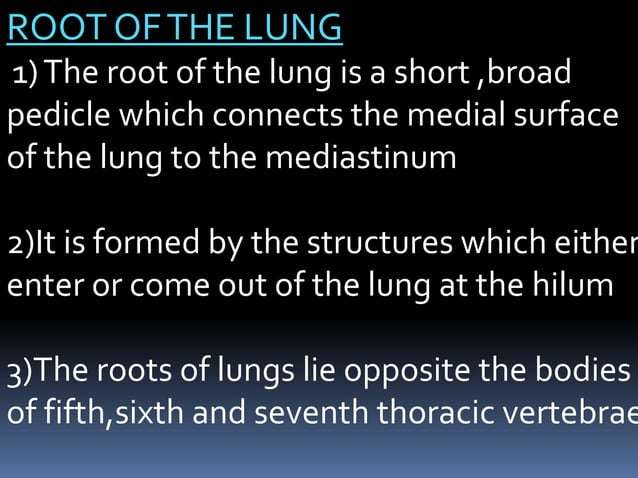 ROOT OF THE LUNG
1) The root of the lung is a short ,broad
pedicle which connects the medial surface
of the lung to the mediastinum
2)It is formed by the structures which either
enter or come out of the lung at the hilum
3)The roots of lungs lie opposite the bodies
of fifth,sixth and seventh thoracic vertebrae